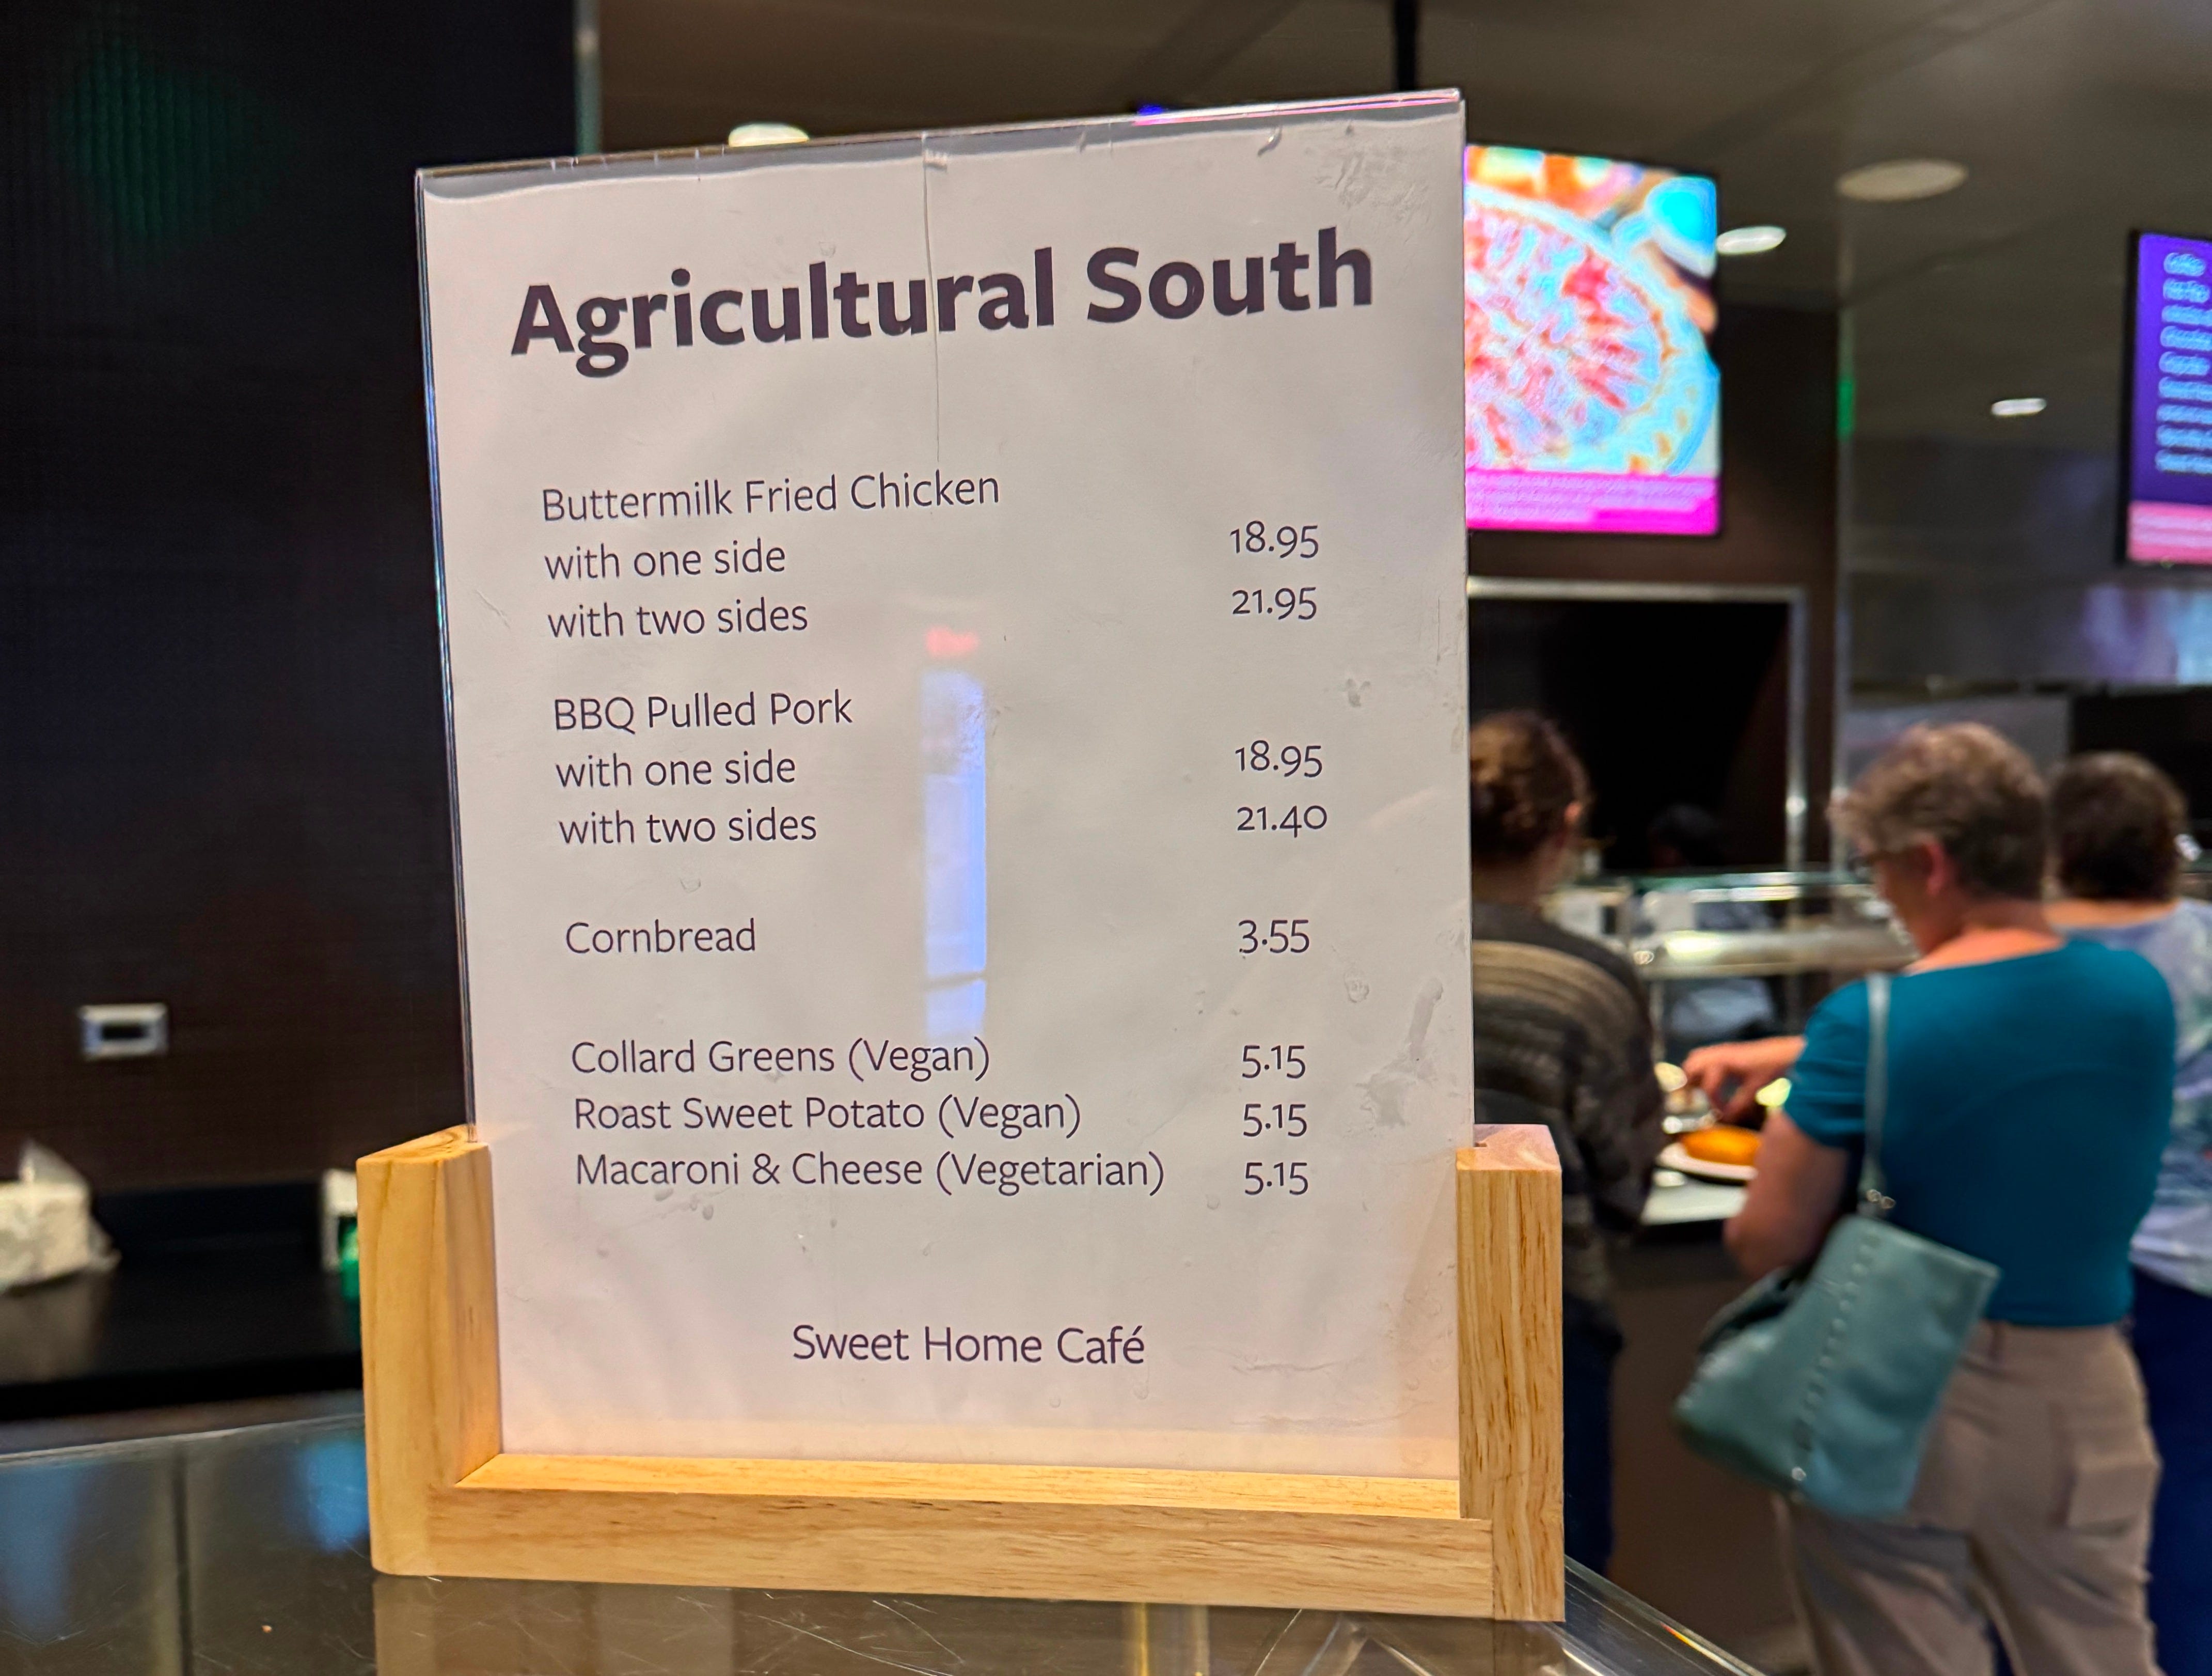 Agricultural South
Buttermilk Fried Chicken
with one side 18.95
with two sides 21.95
BBQ Pulled Pork
with one side 18.95
with two sides 21.40
Cornbread 3.55
Collard Greens (Vegan) 5.15
Roast Sweet Potato (Vegan) 5.15
Macaroni & Cheese (Vegetarian) 5.15
Sweet Home Café